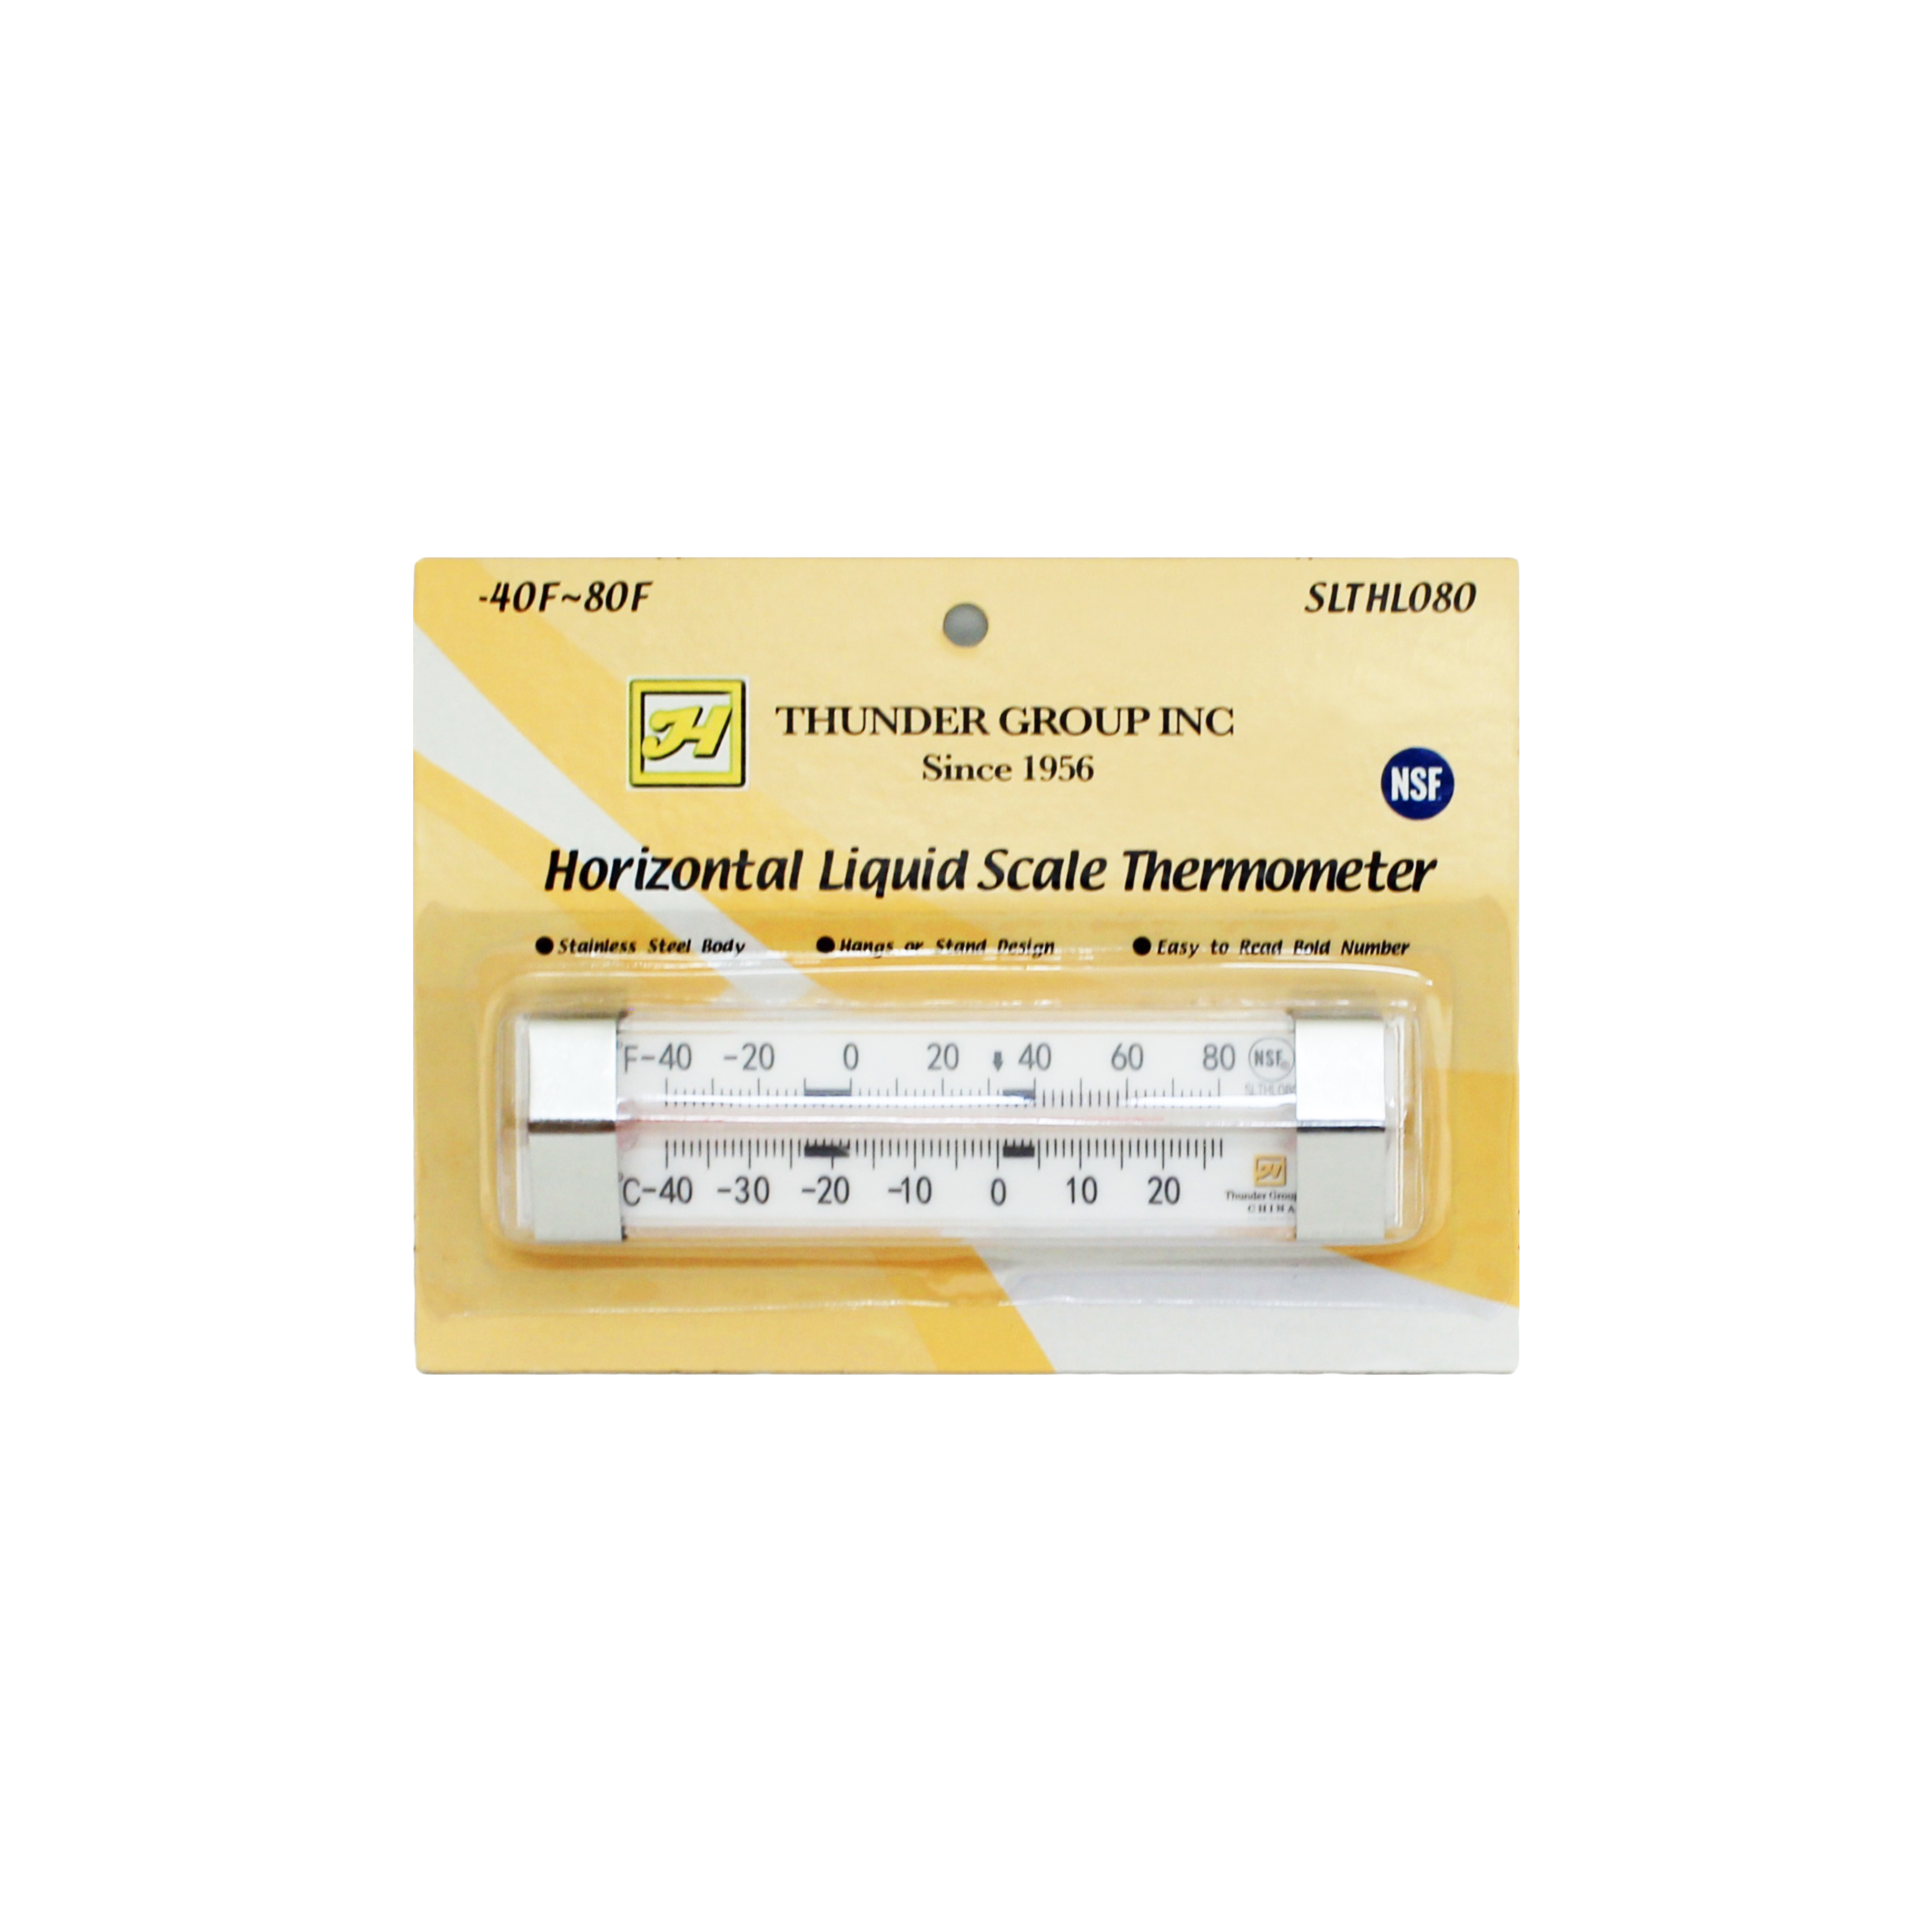 -40F~80F
SLTHL080
H
THUNDER GROUP INC
Since 1956
NSF
Horizontal Liquid Scale Thermometer
● Stainless Steel Body ● Hangs or Stand Design ● Easy to Read Bold Number
°F -40 -20 0 20 40 60 80 NSF®
SLTHL080
°C -40 -30 -20 -10 0 10 20
Thunder Group
CHINA